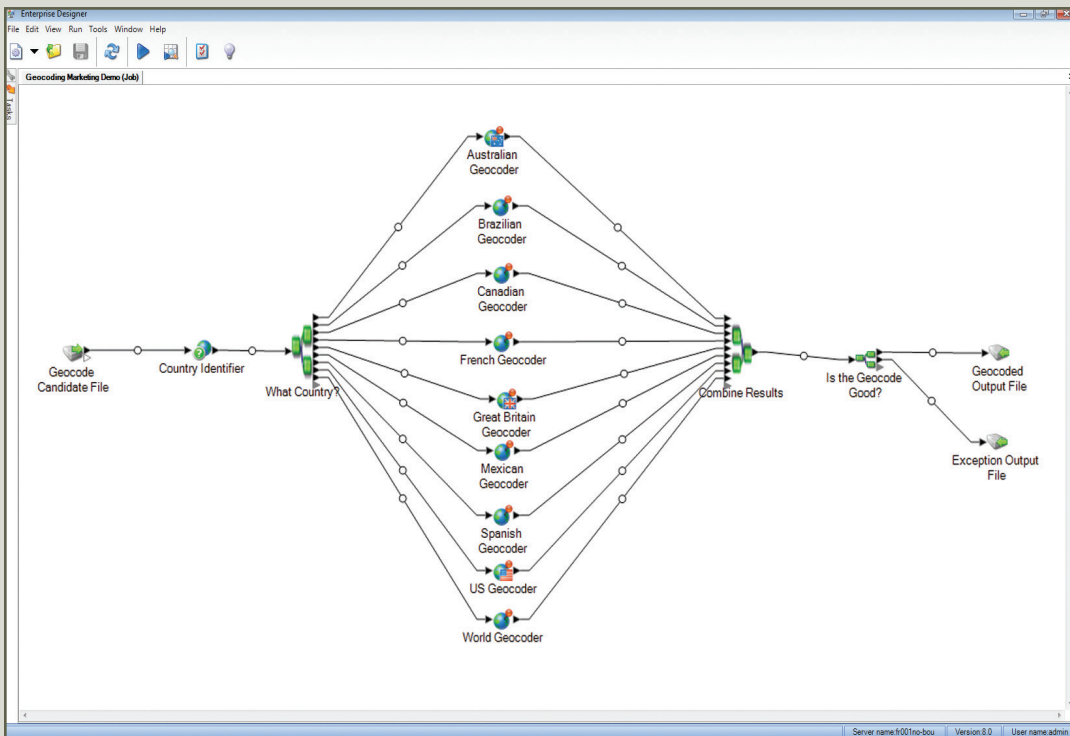 Enterprise Designer
File Edit View Run Tools Window Help
Geocoding Marketing Demo (Job)
Tasks
Australian
Geocoder
Brazilian
Geocoder
Canadian
Geocoder
French Geocoder
Great Britain
Geocoder
Mexican
Geocoder
Spanish
Geocoder
US Geocoder
World Geocoder
Geocode
Candidate File
Country Identifier
What Country?
Combine Results
Is the Geocode
Good?
Geocoded
Output File
Exception Output
File
Server name:fr001no-bou Version:8.0 User name:admin